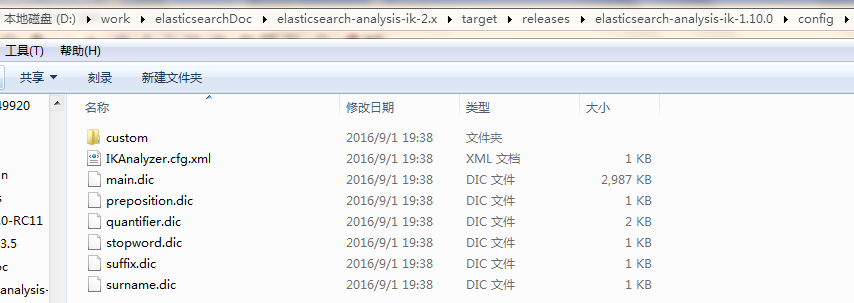 本地磁盘 (D:) ▸ work ▸ elasticsearchDoc ▸ elasticsearch-analysis-ik-2.x ▸ target ▸ releases ▸ elasticsearch-analysis-ik-1.10.0 ▸ config ▸
工具(T) 帮助(H)
共享 刻录 新建文件夹
49920
名称 修改日期 类型 大小
custom 2016/9/1 19:38 文件夹
IKAnalyzer.cfg.xml 2016/9/1 19:38 XML 文档 1 KB
main.dic 2016/9/1 19:38 DIC 文件 2,987 KB
preposition.dic 2016/9/1 19:38 DIC 文件 1 KB
.0-RC11 quantifier.dic 2016/9/1 19:38 DIC 文件 2 KB
3.5 stopword.dic 2016/9/1 19:38 DIC 文件 1 KB
suffix.dic 2016/9/1 19:38 DIC 文件 1 KB
analysis- surname.dic 2016/9/1 19:38 DIC 文件 1 KB